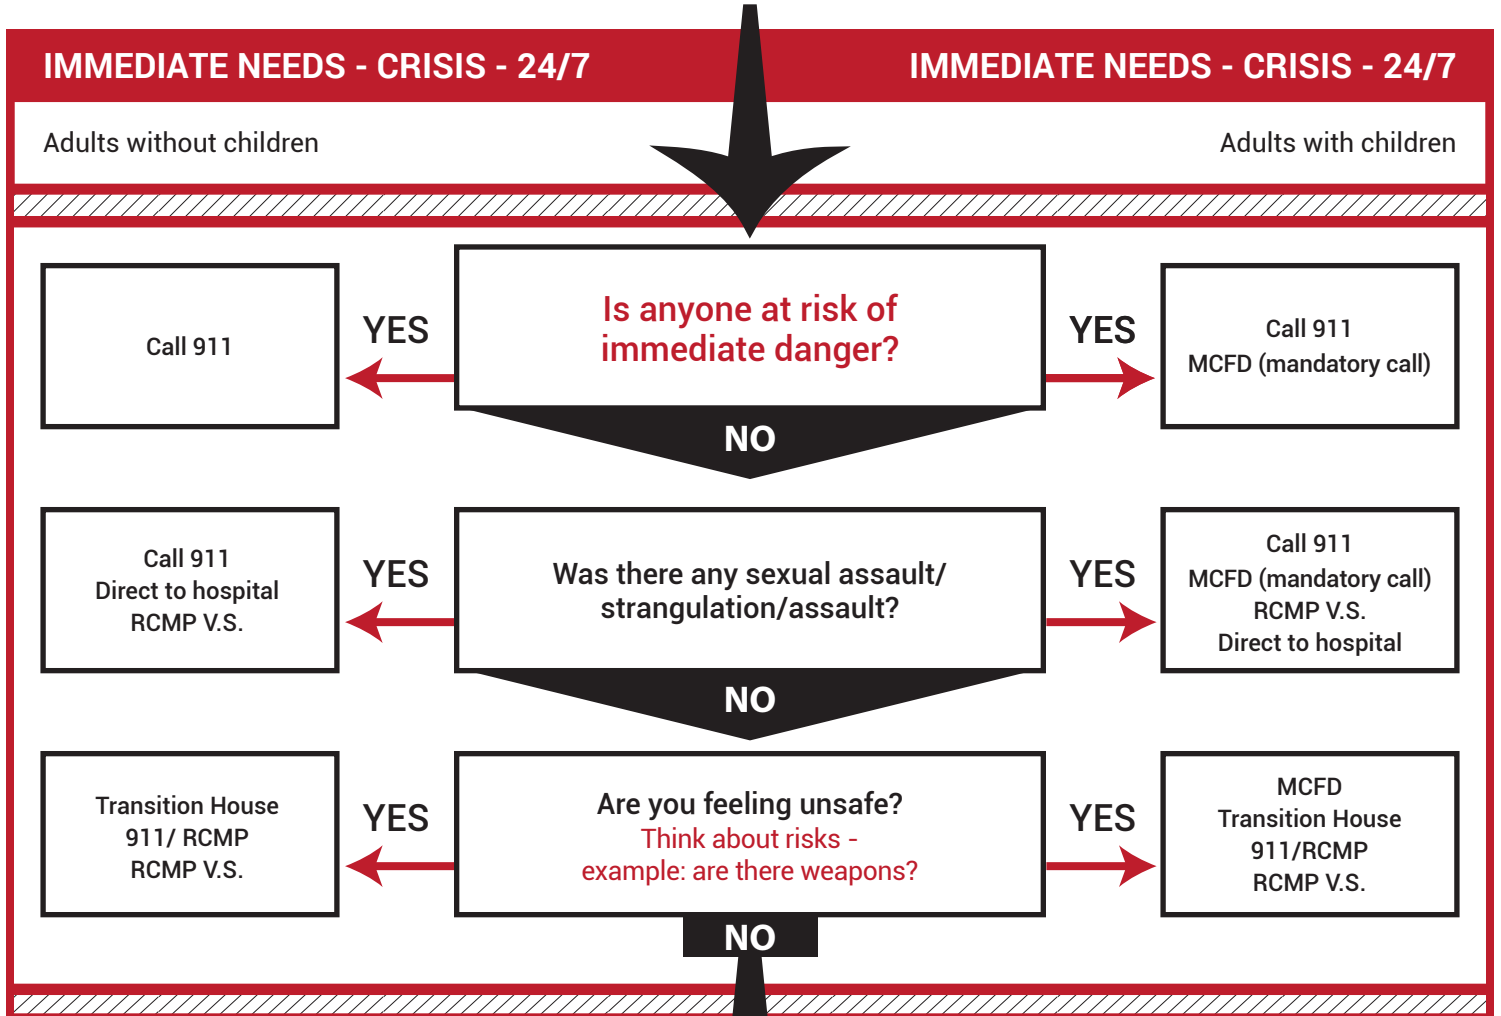 IMMEDIATE NEEDS - CRISIS - 24/7
IMMEDIATE NEEDS - CRISIS - 24/7
Adults without children
Adults with children
Call 911
YES
Is anyone at risk of
immediate danger?
YES
Call 911
MCFD (mandatory call)
NO
Call 911
Direct to hospital
RCMP V.S.
YES
Was there any sexual assault/
strangulation/assault?
YES
Call 911
MCFD (mandatory call)
RCMP V.S.
Direct to hospital
NO
Transition House
911/ RCMP
RCMP V.S.
YES
Are you feeling unsafe?
Think about risks -
example: are there weapons?
YES
MCFD
Transition House
911/RCMP
RCMP V.S.
NO